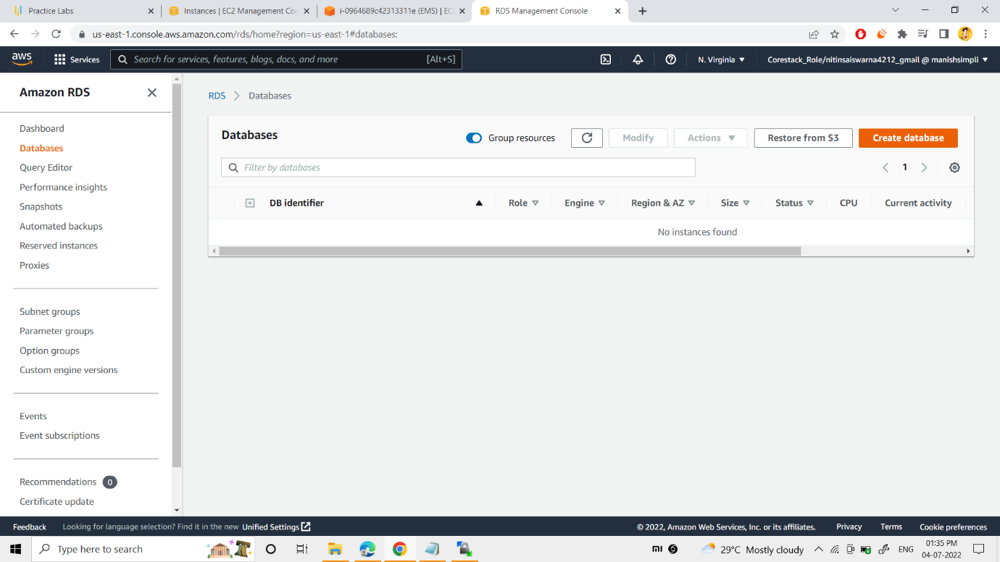 Practice Labs
Instances | EC2 Management Cor
i-0964689c42313311e (EMS) | EC
RDS Management Console
us-east-1.console.aws.amazon.com/rds/home?region=us-east-1#databases:
aws
Services
Search for services, features, blogs, docs, and more
[Alt+S]
N. Virginia
Corestack_Role/nitinsaiswarna4212_gmail @ manishsimpli
Amazon RDS
Dashboard
Databases
Query Editor
Performance insights
Snapshots
Automated backups
Reserved instances
Proxies
Subnet groups
Parameter groups
Option groups
Custom engine versions
Events
Event subscriptions
Recommendations 0
Certificate update
RDS > Databases
Databases
Group resources
Modify
Actions
Restore from S3
Create database
Filter by databases
1
DB identifier Role Engine Region & AZ Size Status CPU Current activity
No instances found
Feedback
Looking for language selection? Find it in the new Unified Settings
© 2022, Amazon Web Services, Inc. or its affiliates.
Privacy
Terms
Cookie preferences
Type here to search
29°C Mostly cloudy
ENG
01:35 PM
04-07-2022